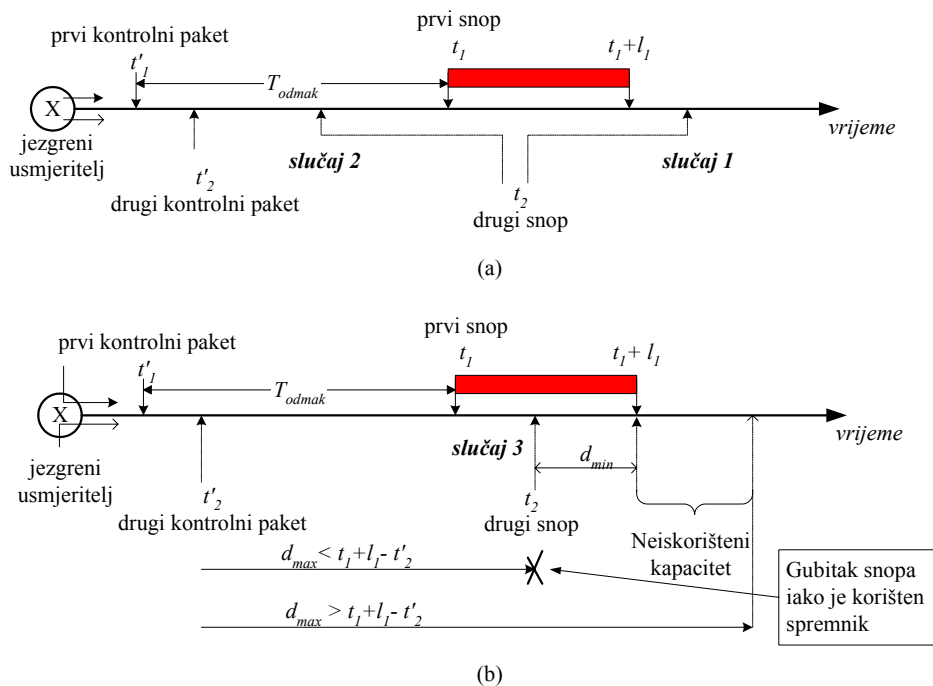 prvi snop
prvi kontrolni paket
t'1
t1
t1+l1
Todmak
X
vrijeme
jezgreni
usmjeritelj
slučaj 2
slučaj 1
t'2
drugi kontrolni paket
t2
drugi snop
(a)
prvi snop
prvi kontrolni paket
t'1
t1
t1+ l1
Todmak
X
vrijeme
slučaj 3
dmin
jezgreni
usmjeritelj
t'2
drugi kontrolni paket
t2
drugi snop
Neiskorišteni
kapacitet
dmax< t1+l1- t'2
Gubitak snopa
iako je korišten
spremnik
dmax > t1+l1- t'2
(b)